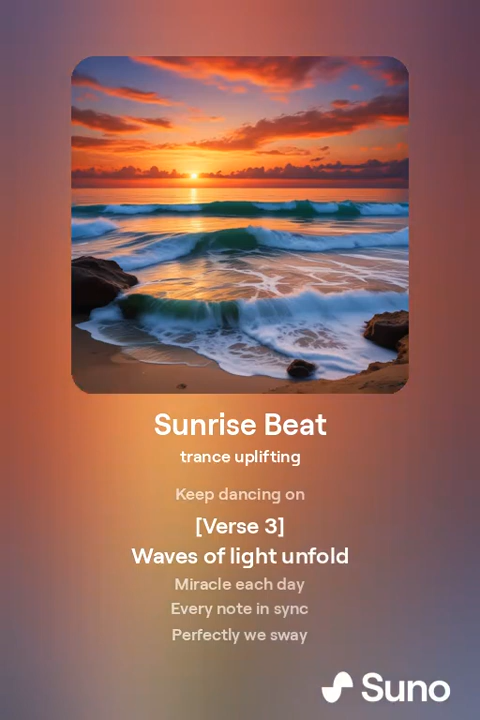 Sunrise Beat
trance uplifting
Keep dancing on
[Verse 3]
Waves of light unfold
Miracle each day
Every note in sync
Perfectly we sway
Suno